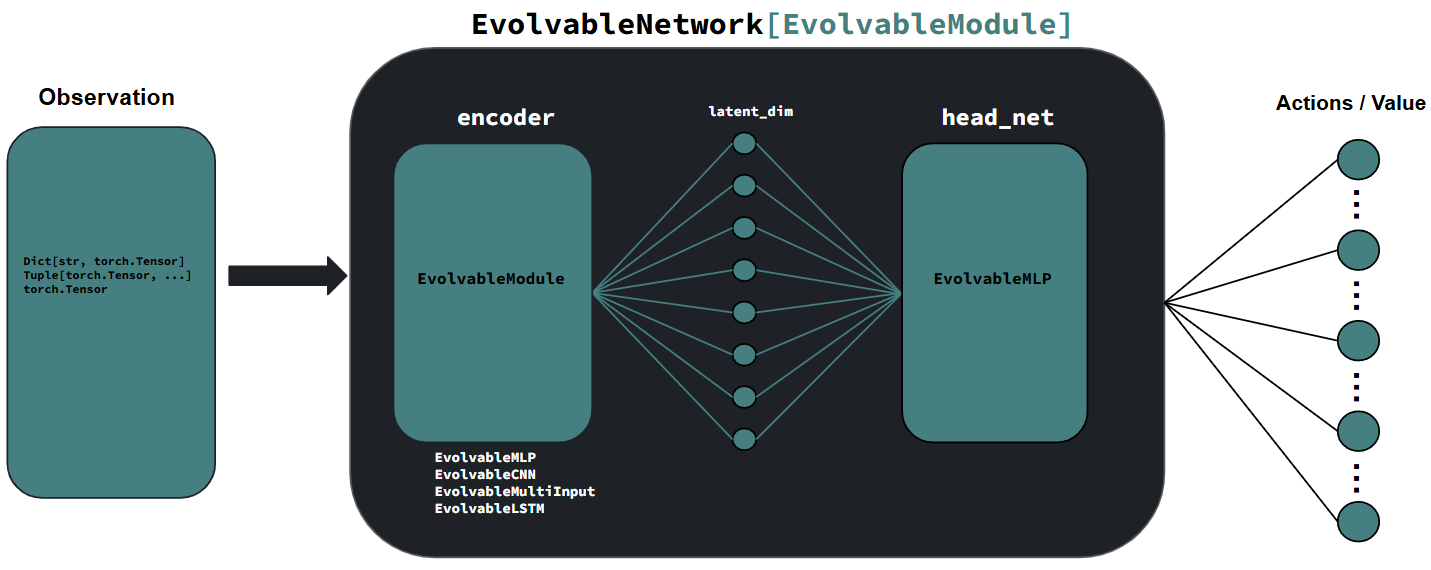 EvolvableNetwork[EvolvableModule]
Observation
Dict[str, torch.Tensor]
Tuple[torch.Tensor, ...]
torch.Tensor
encoder
EvolvableModule
EvolvableMLP
EvolvableCNN
EvolvableMultiInput
EvolvableLSTM
latent_dim
head_net
EvolvableMLP
Actions / Value